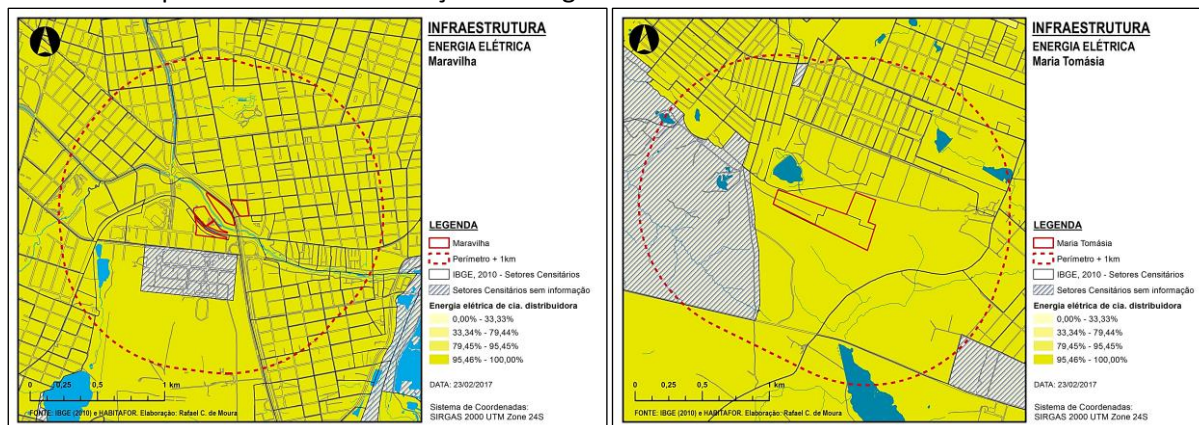 INFRAESTRUTURA
ENERGIA ELÉTRICA
Maravilha
LEGENDA
Maravilha
Perímetro + 1km
IBGE, 2010 - Setores Censitários
Setores Censitários sem informação
Energia elétrica de cia. distribuidora
0,00% - 33,33%
33,34% - 79,44%
79,45% - 95,45%
95,46% - 100,00%
DATA: 23/02/2017
Sistema de Coordenadas:
SIRGAS 2000 UTM Zone 24S
0 0,25 0,5 1 km
FONTE: IBGE (2010) e HABITAFOR. Elaboração: Rafael C. de Moura
INFRAESTRUTURA
ENERGIA ELÉTRICA
Maria Tomásia
LEGENDA
Maria Tomásia
Perímetro + 1km
IBGE, 2010 - Setores Censitários
Setores Censitários sem informação
Energia elétrica de cia. distribuidora
0,00% - 33,33%
33,34% - 79,44%
79,45% - 95,45%
95,46% - 100,00%
DATA: 23/02/2017
Sistema de Coordenadas:
SIRGAS 2000 UTM Zone 24S
0 0,25 0,5 1 km
FONTE: IBGE (2010) e HABITAFOR. Elaboração: Rafael C. de Moura